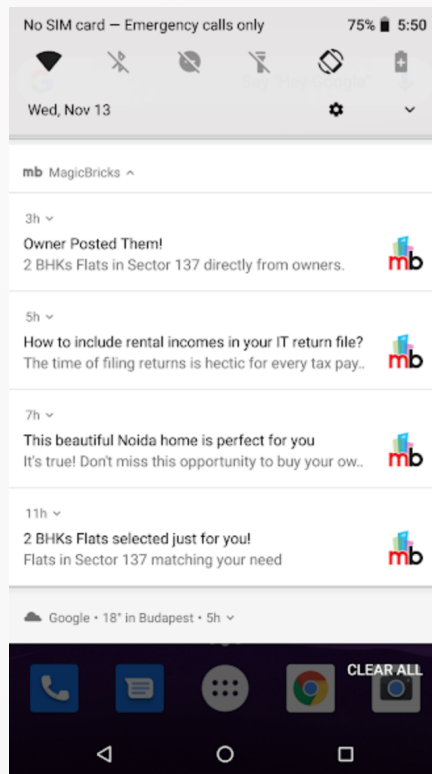 No SIM card — Emergency calls only 75% 5:50
Wed, Nov 13
mb MagicBricks
3h
Owner Posted Them!
2 BHKs Flats in Sector 137 directly from owners.
mb
5h
How to include rental incomes in your IT return file?
The time of filing returns is hectic for every tax pay..
mb
7h
This beautiful Noida home is perfect for you
It's true! Don't miss this opportunity to buy your ow..
mb
11h
2 BHKs Flats selected just for you!
Flats in Sector 137 matching your need
mb
Google • 18° in Budapest • 5h
CLEAR ALL